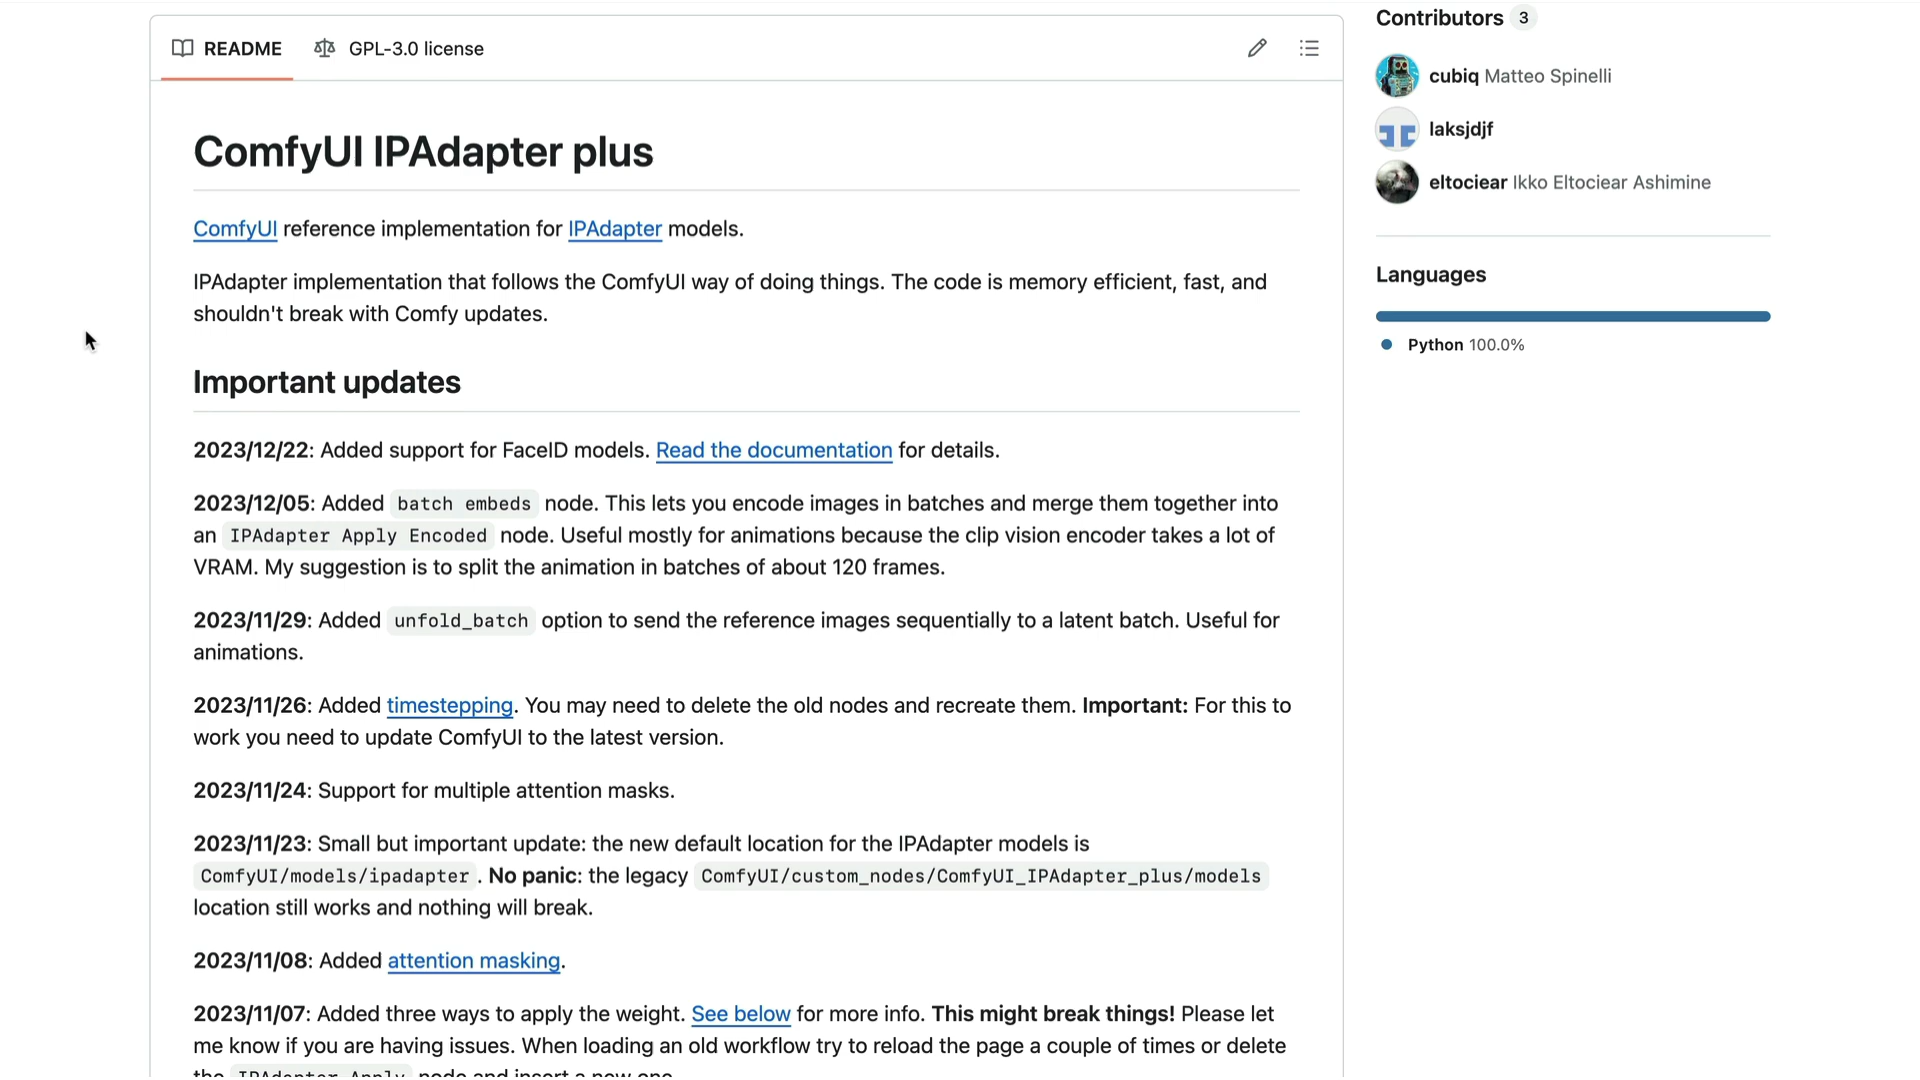 README
GPL-3.0 license
ComfyUI IPAdapter plus
ComfyUI reference implementation for IPAdapter models.
IPAdapter implementation that follows the ComfyUI way of doing things. The code is memory efficient, fast, and
shouldn't break with Comfy updates.
Important updates
2023/12/22: Added support for FaceID models. Read the documentation for details.
2023/12/05: Added batch embeds node. This lets you encode images in batches and merge them together into
an IPAdapter Apply Encoded node. Useful mostly for animations because the clip vision encoder takes a lot of
VRAM. My suggestion is to split the animation in batches of about 120 frames.
2023/11/29: Added unfold_batch option to send the reference images sequentially to a latent batch. Useful for
animations.
2023/11/26: Added timestepping. You may need to delete the old nodes and recreate them. Important: For this to
work you need to update ComfyUI to the latest version.
2023/11/24: Support for multiple attention masks.
2023/11/23: Small but important update: the new default location for the IPAdapter models is
ComfyUI/models/ipadapter . No panic: the legacy ComfyUI/custom_nodes/ComfyUI_IPAdapter_plus/models
location still works and nothing will break.
2023/11/08: Added attention masking.
2023/11/07: Added three ways to apply the weight. See below for more info. This might break things! Please let
me know if you are having issues. When loading an old workflow try to reload the page a couple of times or delete
the IPAdapter Apply node and insert a new one.
Contributors 3
cubiq Matteo Spinelli
laksjdjf
eltociear Ikko Eltociear Ashimine
Languages
Python 100.0%